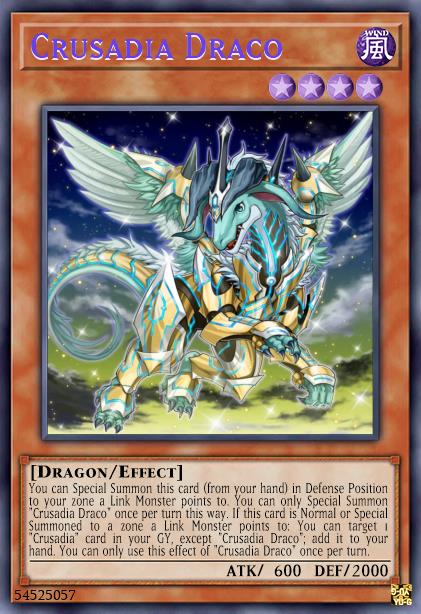 CRUSADIA DRACO
WIND
風
[DRAGON/EFFECT]
You can Special Summon this card (from your hand) in Defense Position
to your zone a Link Monster points to. You can only Special Summon
"Crusadia Draco" once per turn this way. If this card is Normal or Special
Summoned to a zone a Link Monster points to: You can target 1
"Crusadia" card in your GY, except "Crusadia Draco"; add it to
your hand. You can only use this effect of "Crusadia Draco" once per turn.
ATK/ 600 DEF/2000
54525057